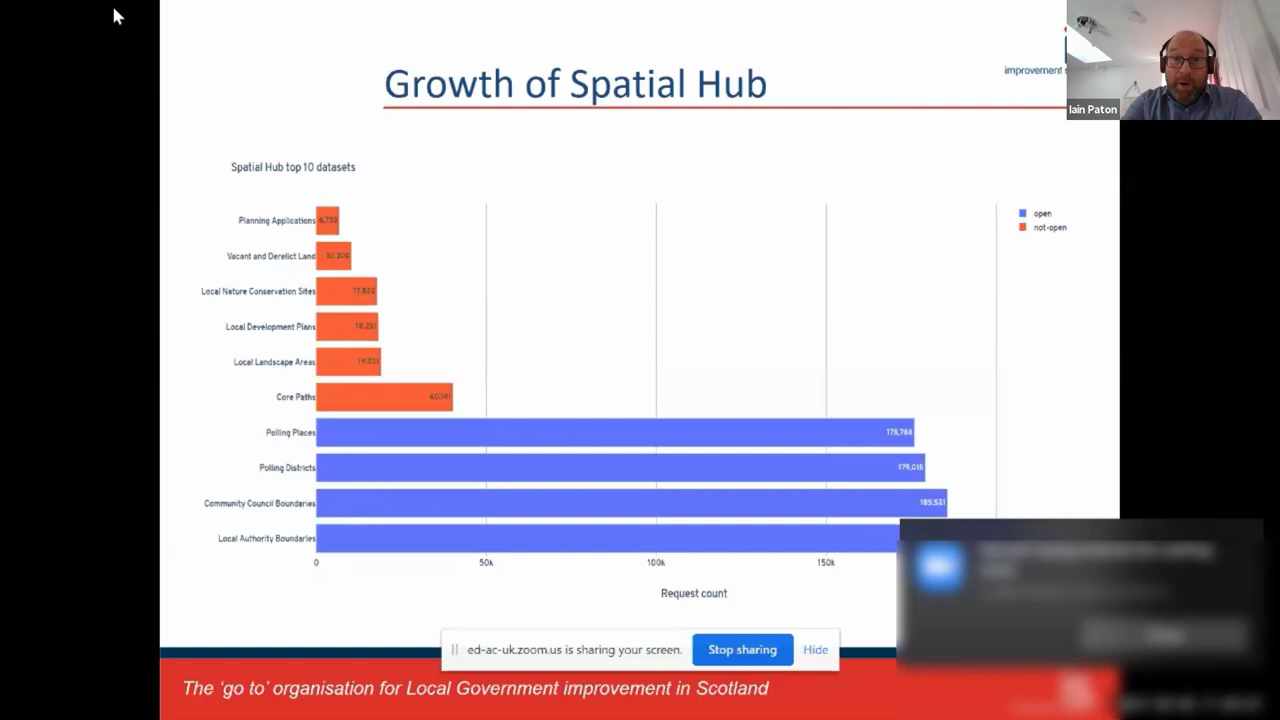 Growth of Spatial Hub
improvement
Iain Paton
Spatial Hub top 10 datasets
open
not-open
Planning Applications
Vacant and Derelict Land
Local Nature Conservation Sites
Local Development Plans
Local Landscape Areas
Core Paths
Polling Places
Polling Districts 179,016
Community Council Boundaries 185,521
Local Authority Boundaries
0 50k 100k 150k
Request count
ed-ac-uk.zoom.us is sharing your screen. Stop sharing Hide
The ‘go to’ organisation for Local Government improvement in Scotland